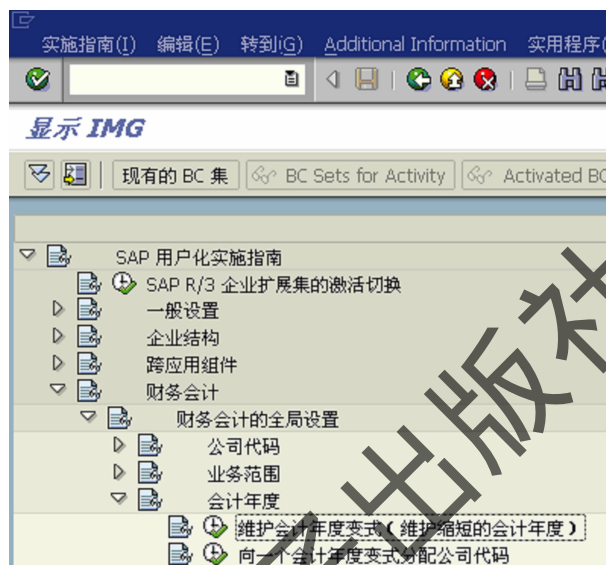 实施指南(I) 编辑(E) 转到(G) Additional Information 实用程序(
显示 IMG
现有的 BC 集 BC Sets for Activity Activated BC
SAP 用户化实施指南
SAP R/3 企业扩展集的激活切换
一般设置
企业结构
跨应用组件
财务会计
财务会计的全局设置
公司代码
业务范围
会计年度
维护会计年度变式(维护缩短的会计年度)
向一个会计年度变式分配公司代码
出版社